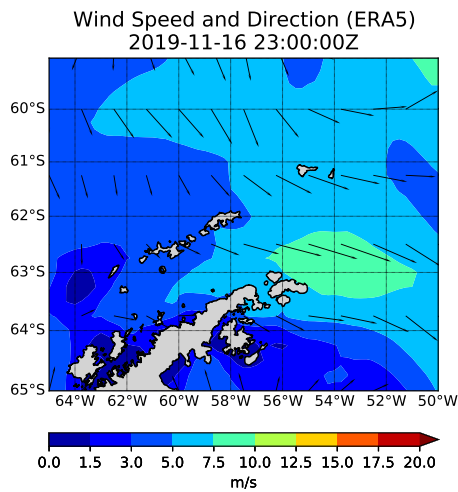 Wind Speed and Direction (ERA5)
2019-11-16 23:00:00Z
60°S
61°S
62°S
63°S
64°S
65°S
64°W 62°W 60°W 58°W 56°W 54°W 52°W 50°W
0.0 1.5 3.0 5.0 7.5 10.0 12.5 15.0 17.5 20.0
m/s